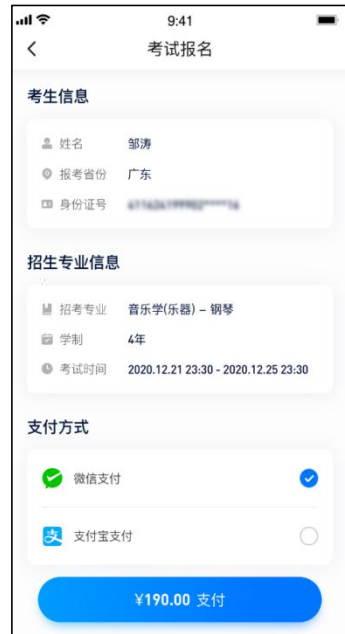 9:41
考试报名
考生信息
姓名 邹涛
报考省份 广东
身份证号
招生专业信息
招考专业 音乐学(乐器) – 钢琴
学制 4年
考试时间 2020.12.21 23:30 - 2020.12.25 23:30
支付方式
微信支付
支 支付宝支付
¥190.00 支付